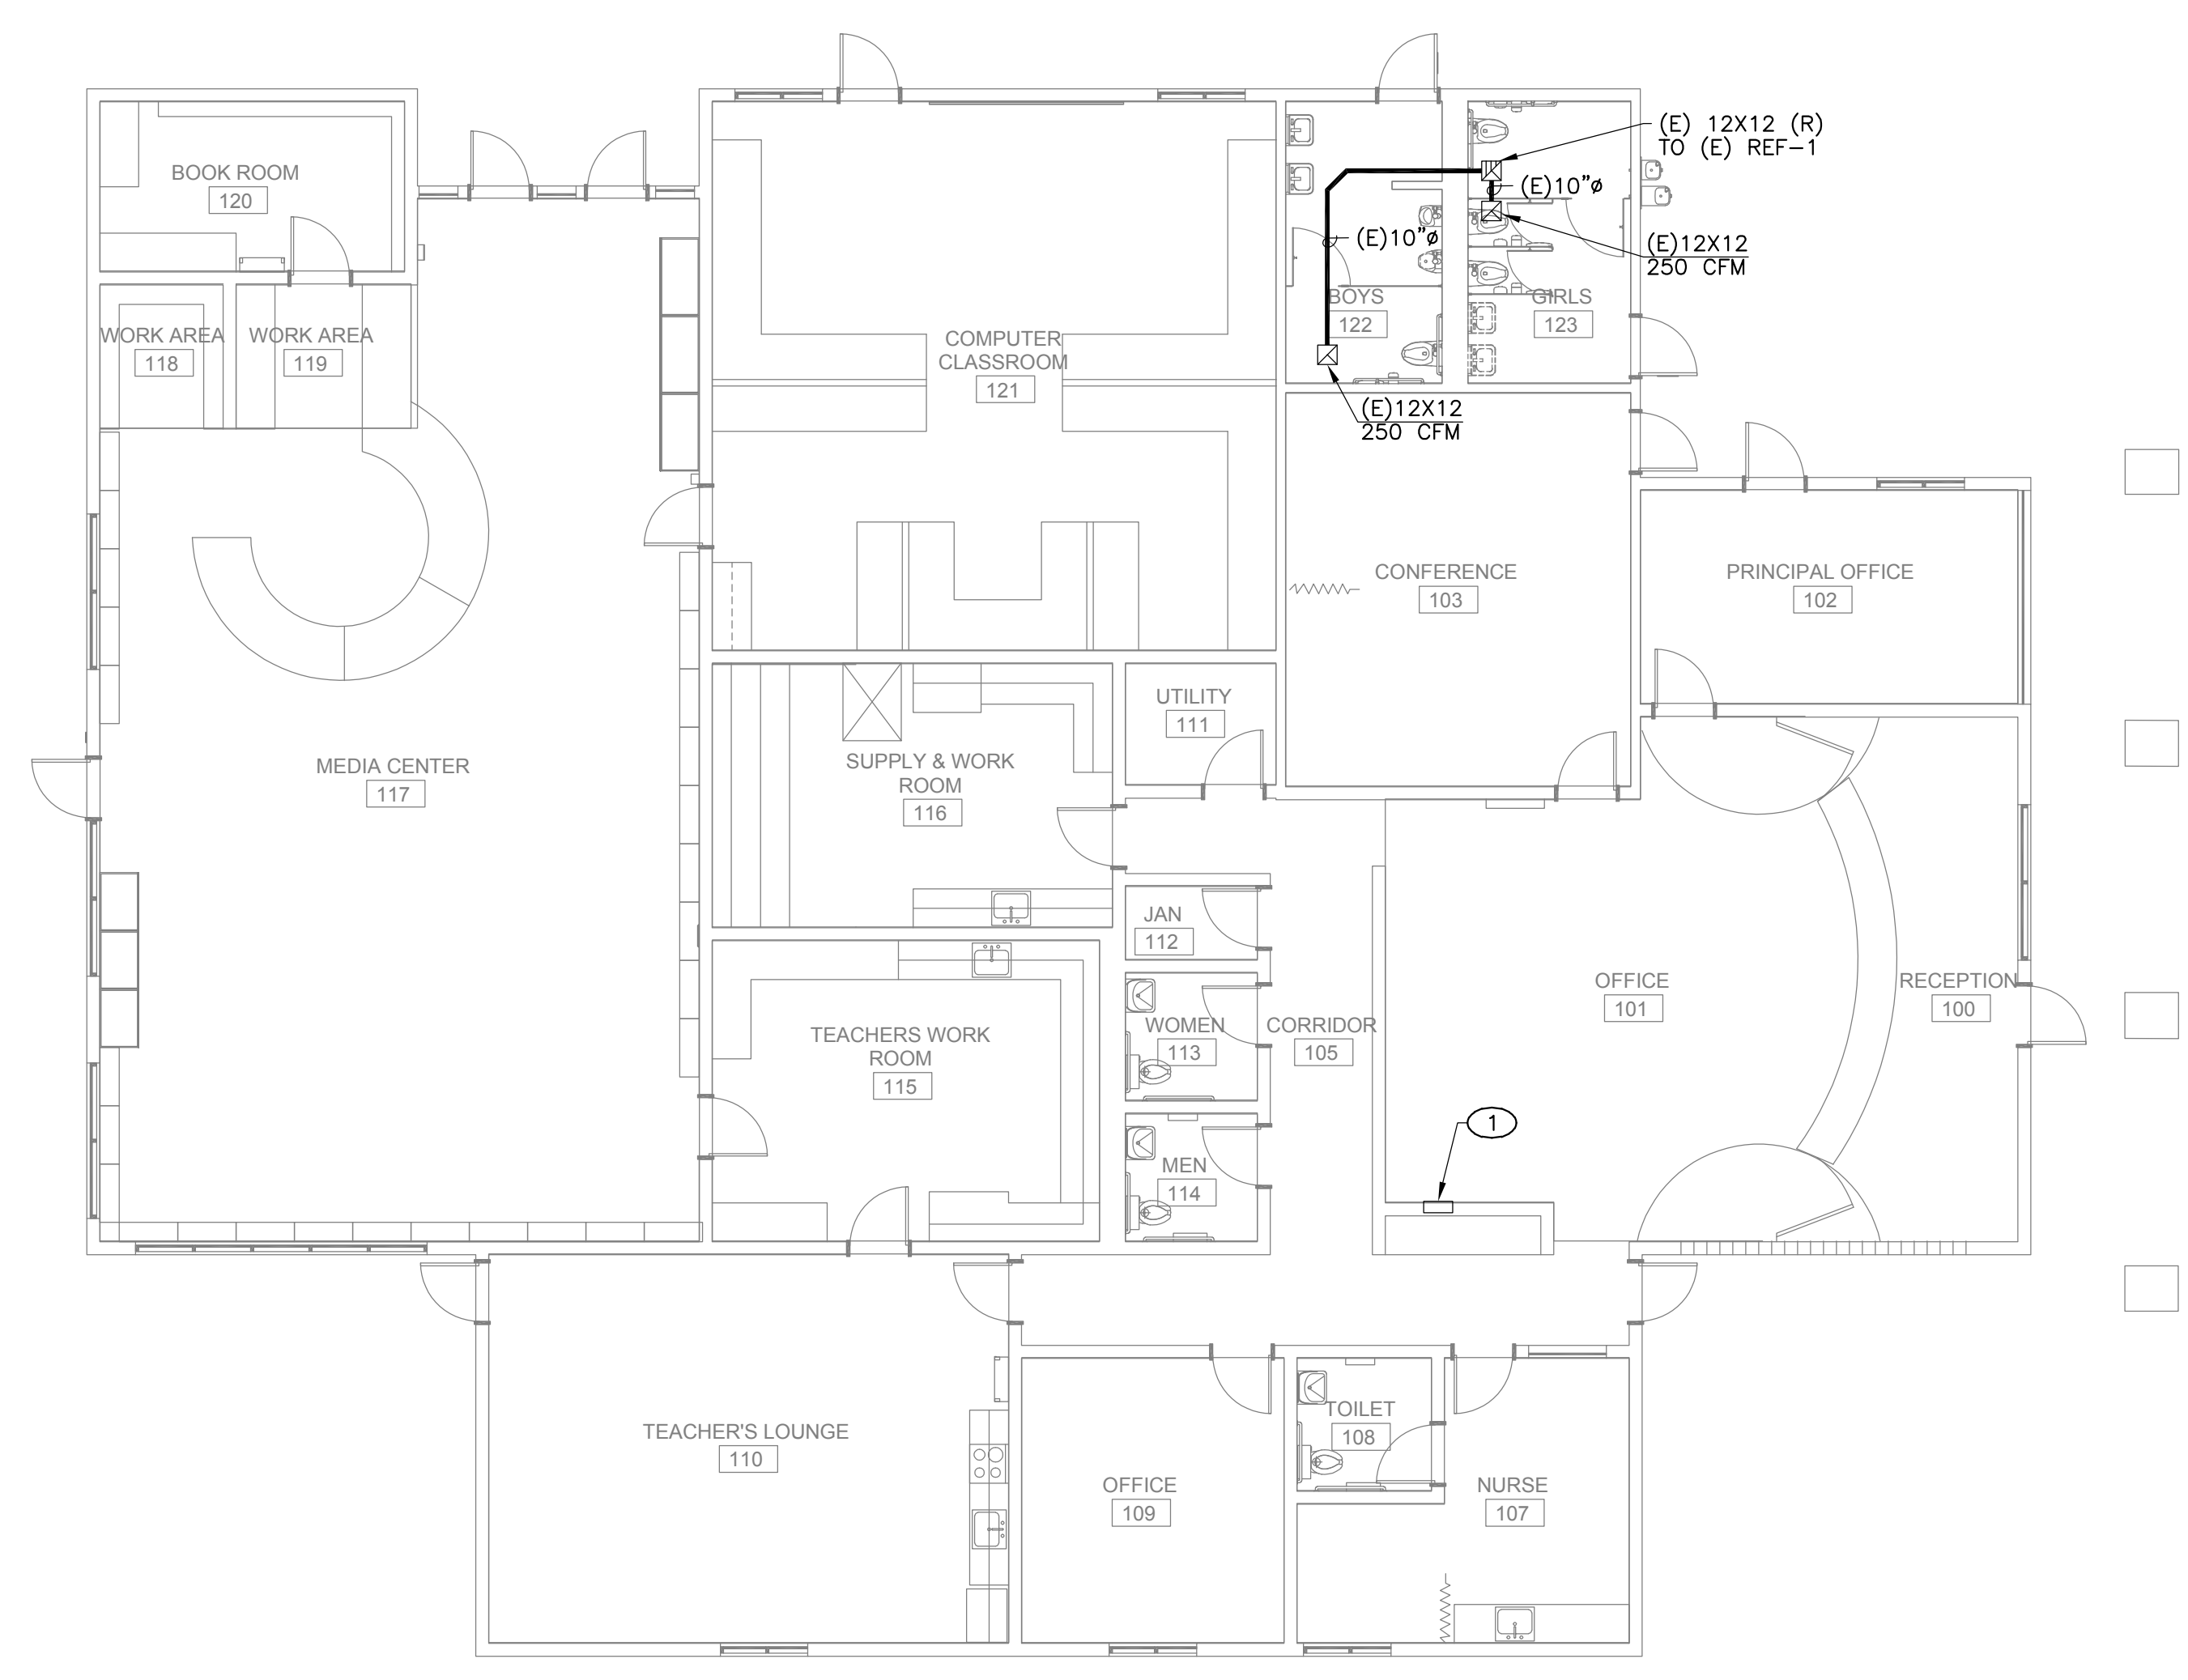 (E) 12X12 (R)
TO (E) REF-1
BOOK ROOM
120
(E)10"ø
(E)10"ø
(E)12X12
250 CFM
BOYS
122
GIRLS
123
WORK AREA
118
WORK AREA
119
COMPUTER
CLASSROOM
121
(E)12X12
250 CFM
CONFERENCE
103
PRINCIPAL OFFICE
102
UTILITY
111
MEDIA CENTER
117
SUPPLY & WORK
ROOM
116
JAN
112
OFFICE
101
RECEPTION
100
TEACHERS WORK
ROOM
115
WOMEN
113
CORRIDOR
105
1
MEN
114
TEACHER'S LOUNGE
110
TOILET
108
OFFICE
109
NURSE
107